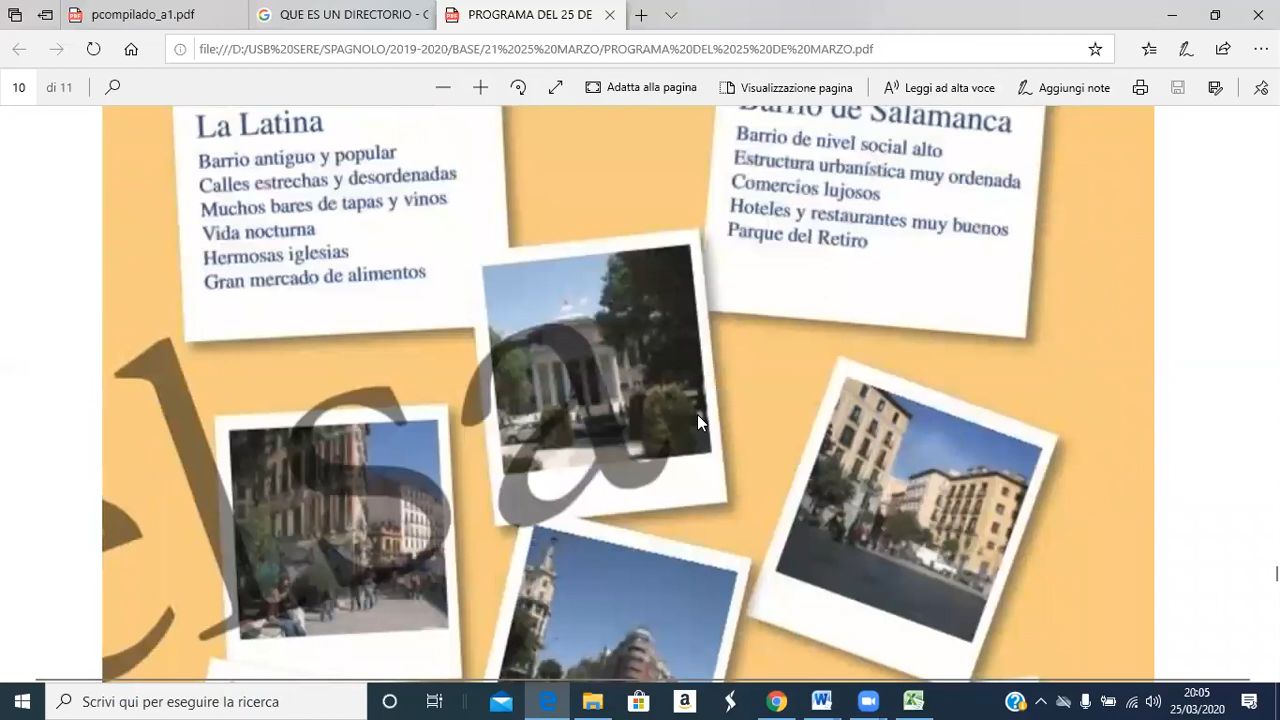 pcompilado_a1.pdf
QUE ES UN DIRECTORIO - C
PROGRAMA DEL 25 DE
file:///D:/USB%20SERE/SPAGNOLO/2019-2020/BASE/21%2025%20MARZO/PROGRAMA%20DEL%2025%20DE%20MARZO.pdf
10 di 11
Adatta alla pagina
Visualizzazione pagina
Leggi ad alta voce
Aggiungi note
La Latina
Barrio antiguo y popular
Calles estrechas y desordenadas
Muchos bares de tapas y vinos
Vida nocturna
Hermosas iglesias
Gran mercado de alimentos
Barrio de Salamanca
Barrio de nivel social alto
Estructura urbanística muy ordenada
Comercios lujosos
Hoteles y restaurantes muy buenos
Parque del Retiro
elsa
Scrivi qui per eseguire la ricerca
20:05
25/03/2020